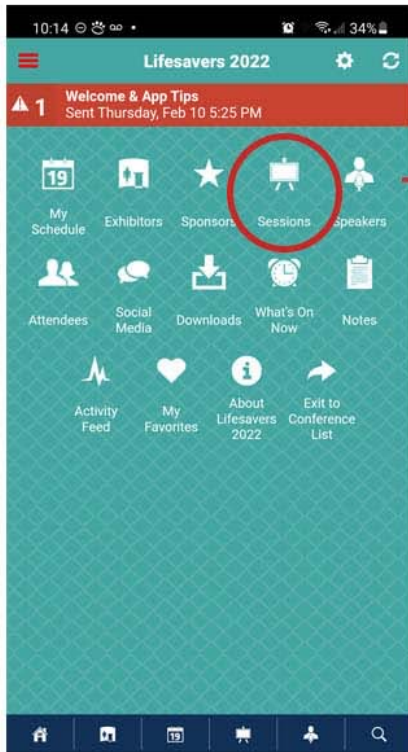 10:14 34%
Lifesavers 2022
1 Welcome & App Tips
Sent Thursday, Feb 10 5:25 PM
19
My Schedule
Exhibitors
Sponsors
Sessions
Speakers
Attendees
Social Media
Downloads
What's On Now
Notes
Activity Feed
My Favorites
About Lifesavers 2022
Exit to Conference List
19